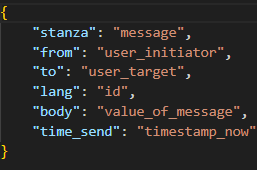 {
"stanza": "message",
"from": "user_initiator",
"to": "user_target",
"lang": "id",
"body": "value_of_message",
"time_send": "timestamp_now"
}